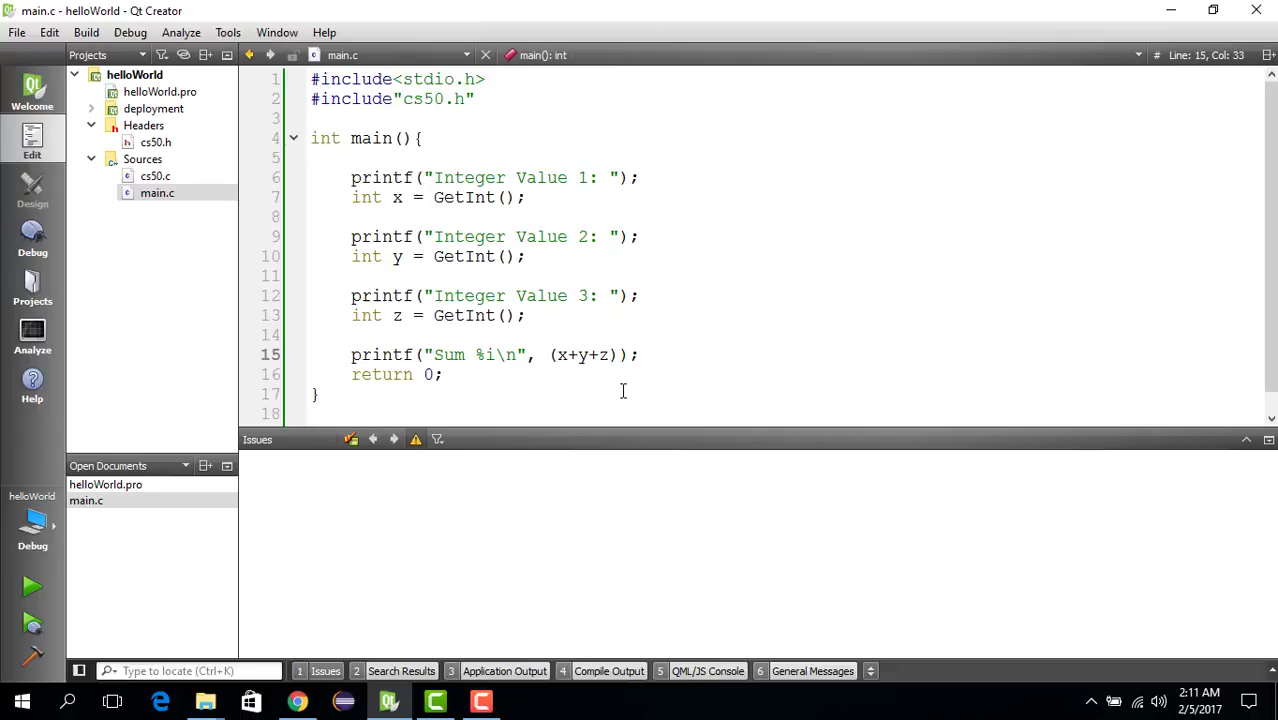 main.c - helloWorld - Qt Creator
File Edit Build Debug Analyze Tools Window Help
Projects main.c main(): int # Line: 15, Col: 33
Welcome
Edit
Design
Debug
Projects
Analyze
Help
helloWorld
Debug
helloWorld
helloWorld.pro
deployment
Headers
cs50.h
Sources
cs50.c
main.c
Open Documents
helloWorld.pro
main.c
1 #include<stdio.h>
2 #include"cs50.h"
3
4 int main(){
5
6 printf("Integer Value 1: ");
7 int x = GetInt();
8
9 printf("Integer Value 2: ");
10 int y = GetInt();
11
12 printf("Integer Value 3: ");
13 int z = GetInt();
14
15 printf("Sum %i\n", (x+y+z));
16 return 0;
17 }
18
Issues
Type to locate (Ctrl+K) 1 Issues 2 Search Results 3 Application Output 4 Compile Output 5 QML/JS Console 6 General Messages
2:11 AM
2/5/2017